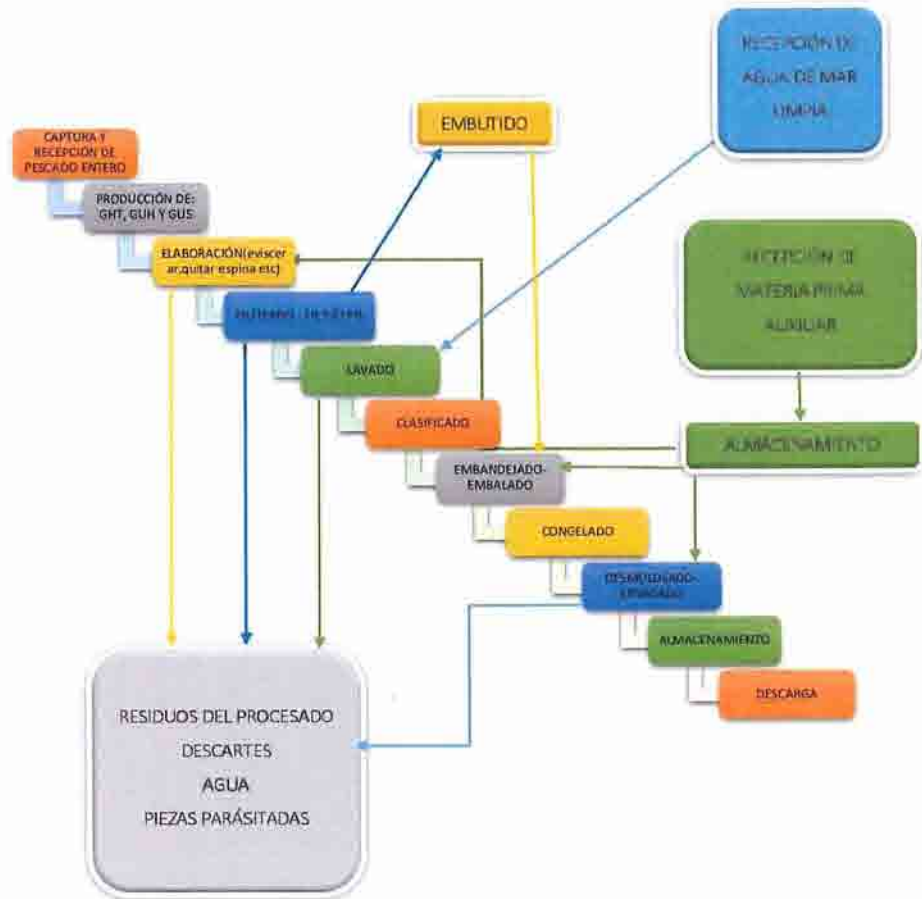 RECEPCIÓN DE
AGUA DE MAR
LIMPIA
EMBUTIDO
CAPTURA Y
RECEPCIÓN DE
PESCADO ENTERO
PRODUCCIÓN DE:
GHT, GUH Y GUS
ELABORACIÓN(eviscer
ar,quitar espina etc)
RECEPCIÓN DE
MATERIA PRIMA
AUXILIAR
LAVADO
CLASIFICADO
ALMACENAMIENTO
EMBANDEJADO-
EMBALADO
CONGELADO
DESMOLDEADO-
ENVASADO
ALMACENAMIENTO
DESCARGA
RESIDUOS DEL PROCESADO
DESCARTES
AGUA
PIEZAS PARÁSITADAS